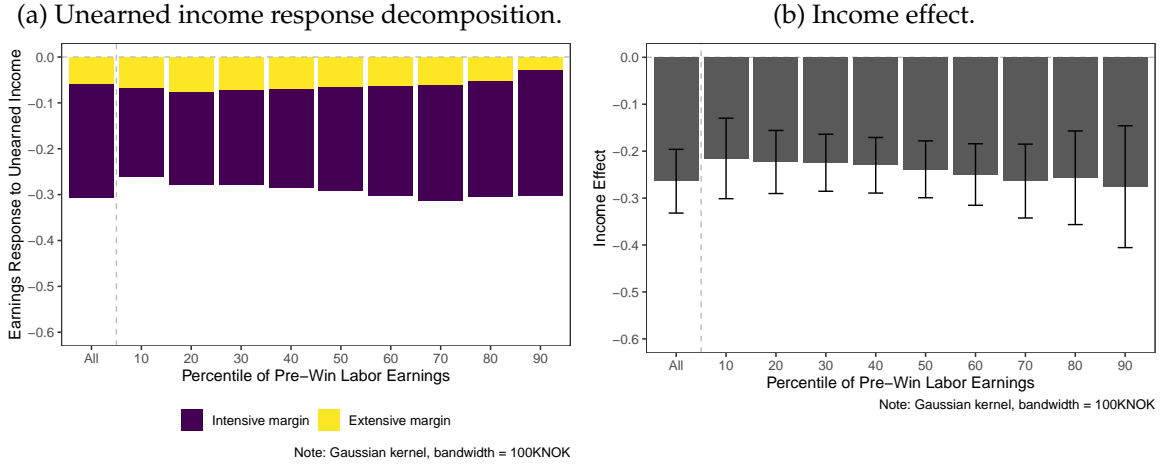 (a) Unearned income response decomposition.
Earnings Response to Unearned Income
0.0
−0.1
−0.2
−0.3
−0.4
−0.5
−0.6
All 10 20 30 40 50 60 70 80 90
Percentile of Pre−Win Labor Earnings
Intensive margin Extensive margin
Note: Gaussian kernel, bandwidth = 100KNOK
(b) Income effect.
Income Effect
0.0
−0.1
−0.2
−0.3
−0.4
−0.5
−0.6
All 10 20 30 40 50 60 70 80 90
Percentile of Pre−Win Labor Earnings
Note: Gaussian kernel, bandwidth = 100KNOK